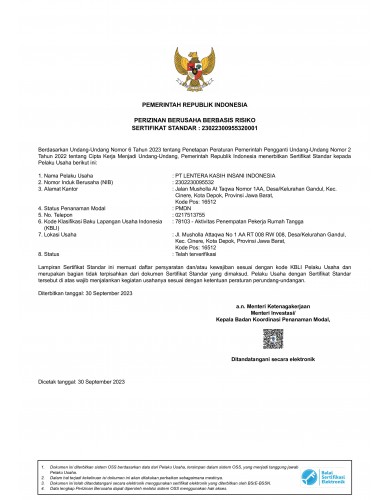 PEMERINTAH REPUBLIK INDONESIA
PERIZINAN BERUSAHA BERBASIS RISIKO
SERTIFIKAT STANDAR : 23022300955320001
Berdasarkan Undang-Undang Nomor 6 Tahun 2023 tentang Penetapan Peraturan Pemerintah Pengganti Undang-Undang Nomor 2
Tahun 2022 tentang Cipta Kerja Menjadi Undang-Undang, Pemerintah Republik Indonesia menerbitkan Sertifikat Standar kepada
Pelaku Usaha berikut ini:
1. Nama Pelaku Usaha : PT LENTERA KASIH INSANI INDONESIA
2. Nomor Induk Berusaha (NIB) : 2302230095532
3. Alamat Kantor : Jalan Musholla At Taqwa Nomor 1AA, Desa/Kelurahan Gandul, Kec.
Cinere, Kota Depok, Provinsi Jawa Barat,
Kode Pos: 16512
4. Status Penanaman Modal : PMDN
5. No. Telepon : 0217513755
6. Kode Klasifikasi Baku Lapangan Usaha Indonesia : 78103 - Aktivitas Penempatan Pekerja Rumah Tangga
(KBLI)
7. Lokasi Usaha : Jl. Musholla Attaqwa No 1 AA RT 008 RW 008, Desa/Kelurahan Gandul,
Kec. Cinere, Kota Depok, Provinsi Jawa Barat,
Kode Pos: 16512
8. Status : Telah terverifikasi
Lampiran Sertifikat Standar ini memuat daftar persyaratan dan/atau kewajiban sesuai dengan kode KBLI Pelaku Usaha dan
merupakan bagian tidak terpisahkan dari dokumen Sertifikat Standar yang dimaksud. Pelaku Usaha dengan Sertifikat Standar
tersebut di atas wajib menjalankan kegiatan usahanya sesuai dengan ketentuan peraturan perundang-undangan.
Diterbitkan tanggal: 30 September 2023
a.n. Menteri Ketenagakerjaan
Menteri Investasi/
Kepala Badan Koordinasi Penanaman Modal,
Ditandatangani secara elektronik
Dicetak tanggal: 30 September 2023
1. Dokumen ini diterbitkan sistem OSS berdasarkan data dari Pelaku Usaha, tersimpan dalam sistem OSS, yang menjadi tanggung jawab
Pelaku Usaha.
2. Dalam hal terjadi kekeliruan isi dokumen ini akan dilakukan perbaikan sebagaimana mestinya.
3. Dokumen ini telah ditandatangani secara elektronik menggunakan sertifikat elektronik yang diterbitkan oleh BSrE-BSSN.
4. Data lengkap Perizinan Berusaha dapat diperoleh melalui sistem OSS menggunakan hak akses.
Balai
Sertifikasi
Elektronik